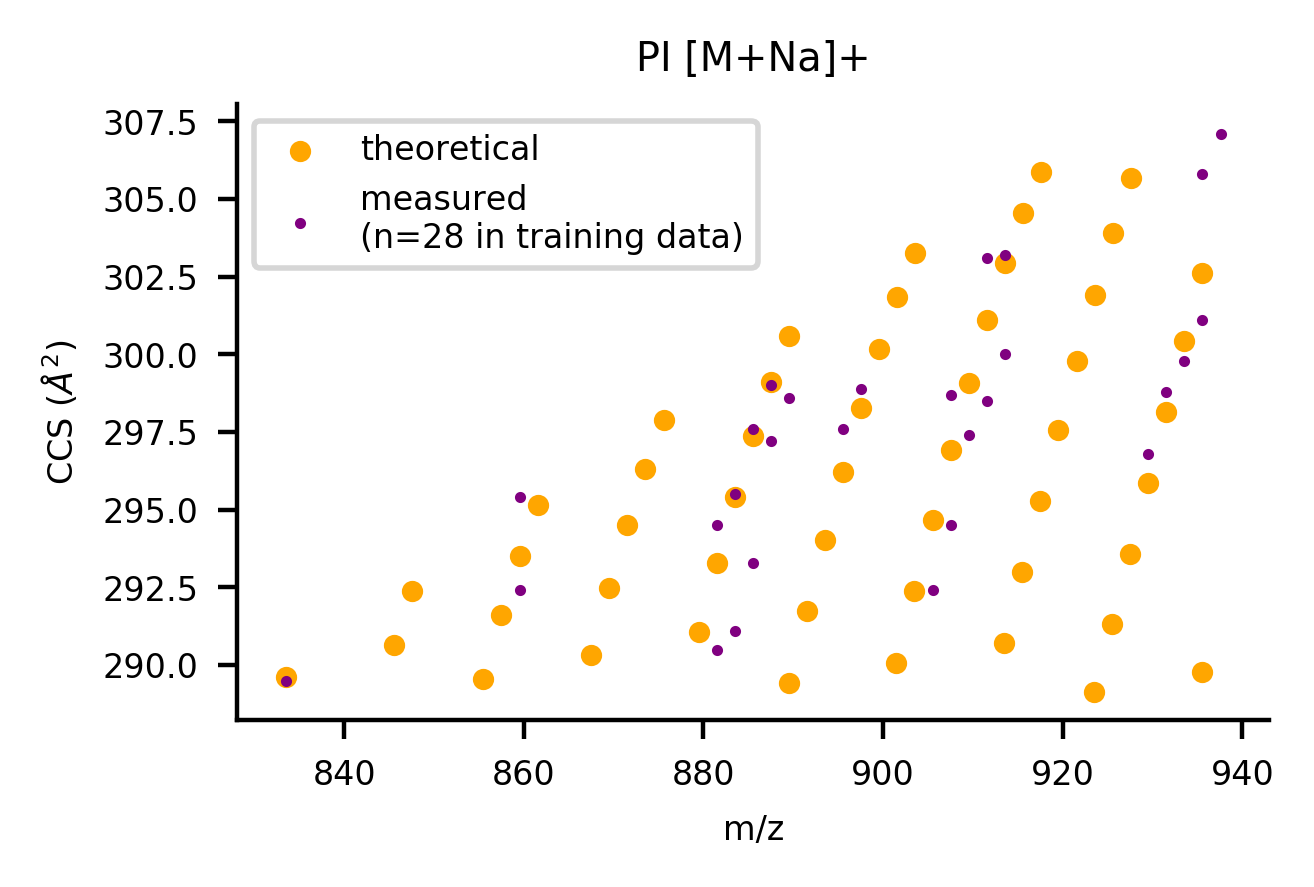 PI [M+Na]+
theoretical
measured
(n=28 in training data)
307.5
305.0
302.5
300.0
297.5
295.0
292.5
290.0
CCS (Å²)
840
860
880
900
920
940
m/z